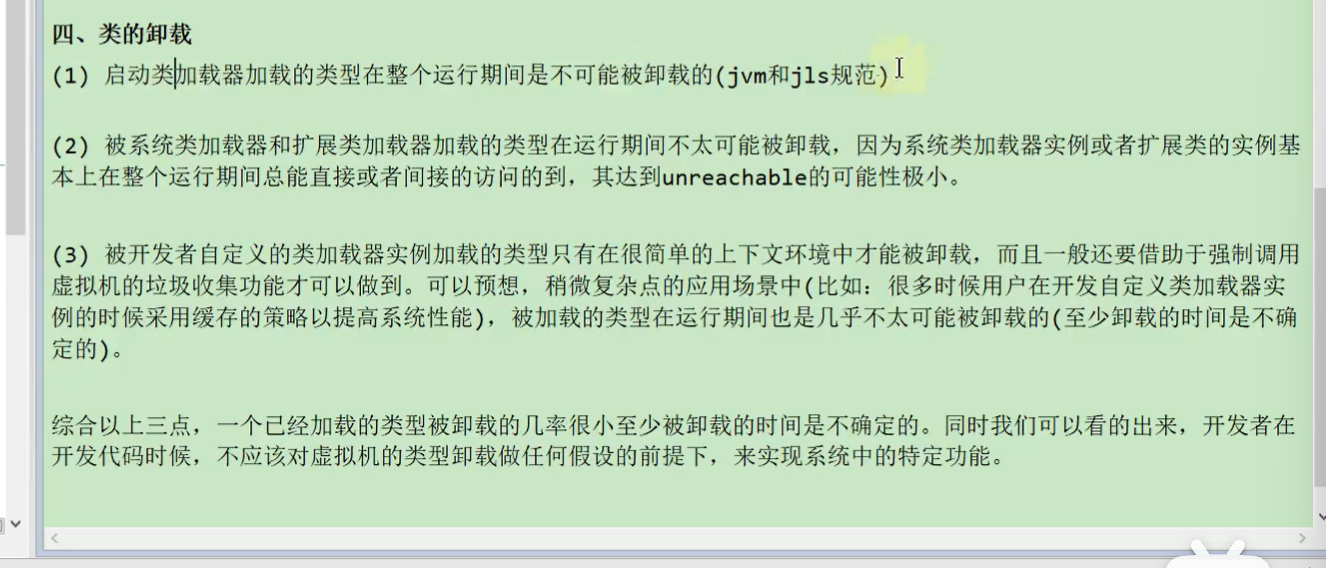 四、类的卸载
(1) 启动类加载器加载的类型在整个运行期间是不可能被卸载的(jvm和jls规范)
(2) 被系统类加载器和扩展类加载器加载的类型在运行期间不太可能被卸载，因为系统类加载器实例或者扩展类的实例基
本上在整个运行期间总能直接或者间接的访问的到，其达到unreachable的可能性极小。
(3) 被开发者自定义的类加载器实例加载的类型只有在很简单的上下文环境中才能被卸载，而且一般还要借助于强制调用
虚拟机的垃圾收集功能才可以做到。可以预想，稍微复杂点的应用场景中(比如：很多时候用户在开发自定义类加载器实
例的时候采用缓存的策略以提高系统性能)，被加载的类型在运行期间也是几乎不太可能被卸载的(至少卸载的时间是不确
定的)。
综合以上三点，一个已经加载的类型被卸载的几率很小至少被卸载的时间是不确定的。同时我们可以看的出来，开发者在
开发代码时候，不应该对虚拟机的类型卸载做任何假设的前提下，来实现系统中的特定功能。